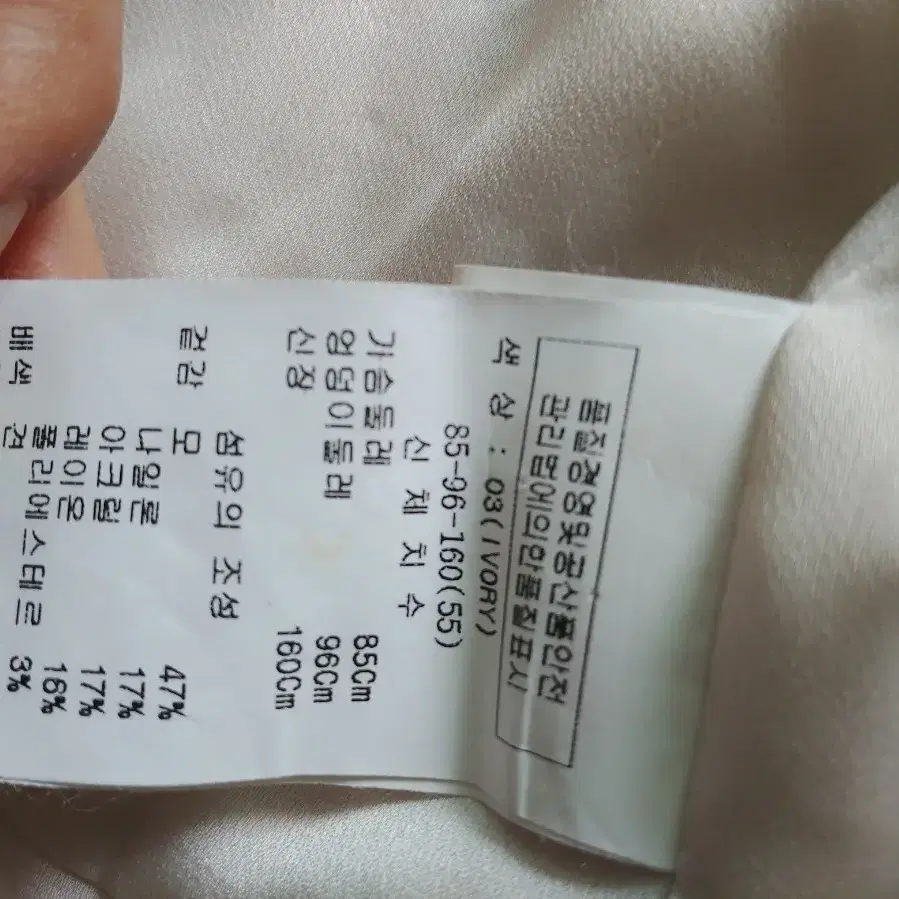 품질경영및공산품안전
관리법에의한품질표시
색 상 : 03(IVORY)
85-96-160(55)
신 체 치 수
가슴둘레 85Cm
엉덩이둘레 96Cm
신장 160Cm
섬유의 조성
겉감 모 47%
나일론 17%
아크릴 17%
레이온 16%
폴리에스테르 3%
배색 견